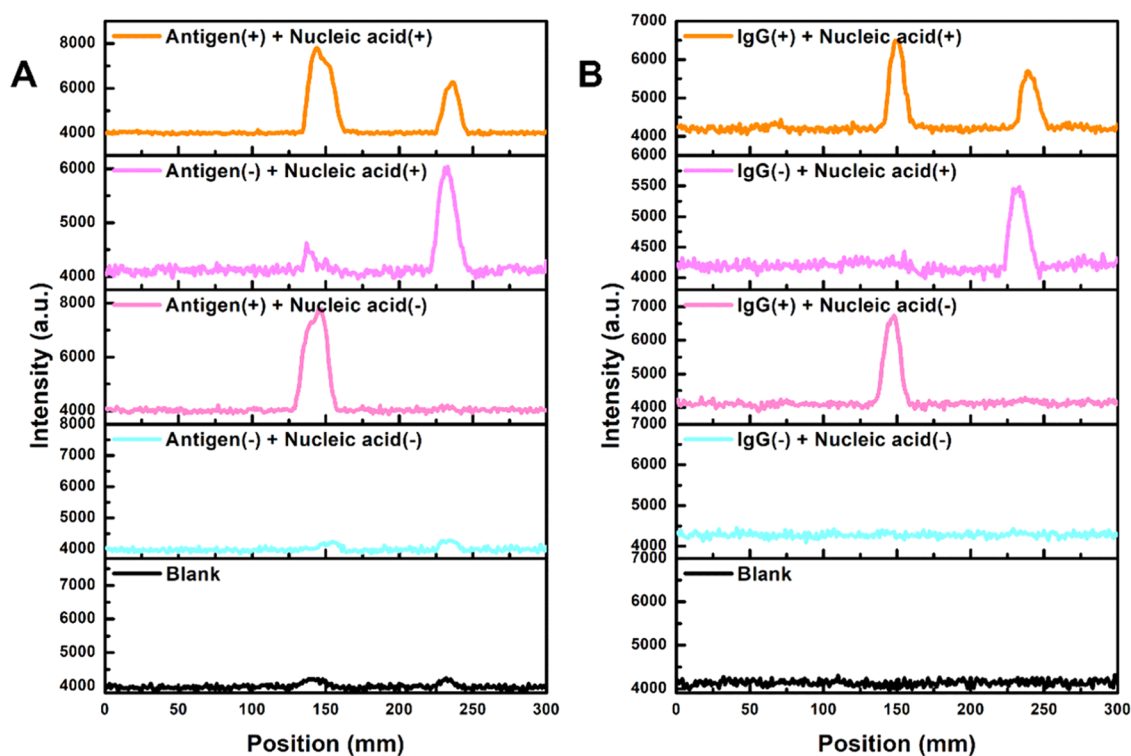 A
Intensity (a.u.)
Antigen(+) + Nucleic acid(+)
8000
6000
4000
Antigen(-) + Nucleic acid(+)
6000
5000
4000
Antigen(+) + Nucleic acid(-)
8000
6000
4000
Antigen(-) + Nucleic acid(-)
8000
7000
6000
5000
4000
Blank
7000
6000
5000
4000
0 50 100 150 200 250 300
Position (mm)
B
Intensity (a.u.)
IgG(+) + Nucleic acid(+)
7000
6500
6000
5500
5000
4500
4000
IgG(-) + Nucleic acid(+)
6000
5500
5000
4500
4000
IgG(+) + Nucleic acid(-)
7000
6000
5000
4000
IgG(-) + Nucleic acid(-)
7000
6000
5000
4000
Blank
7000
6000
5000
4000
0 50 100 150 200 250 300
Position (mm)